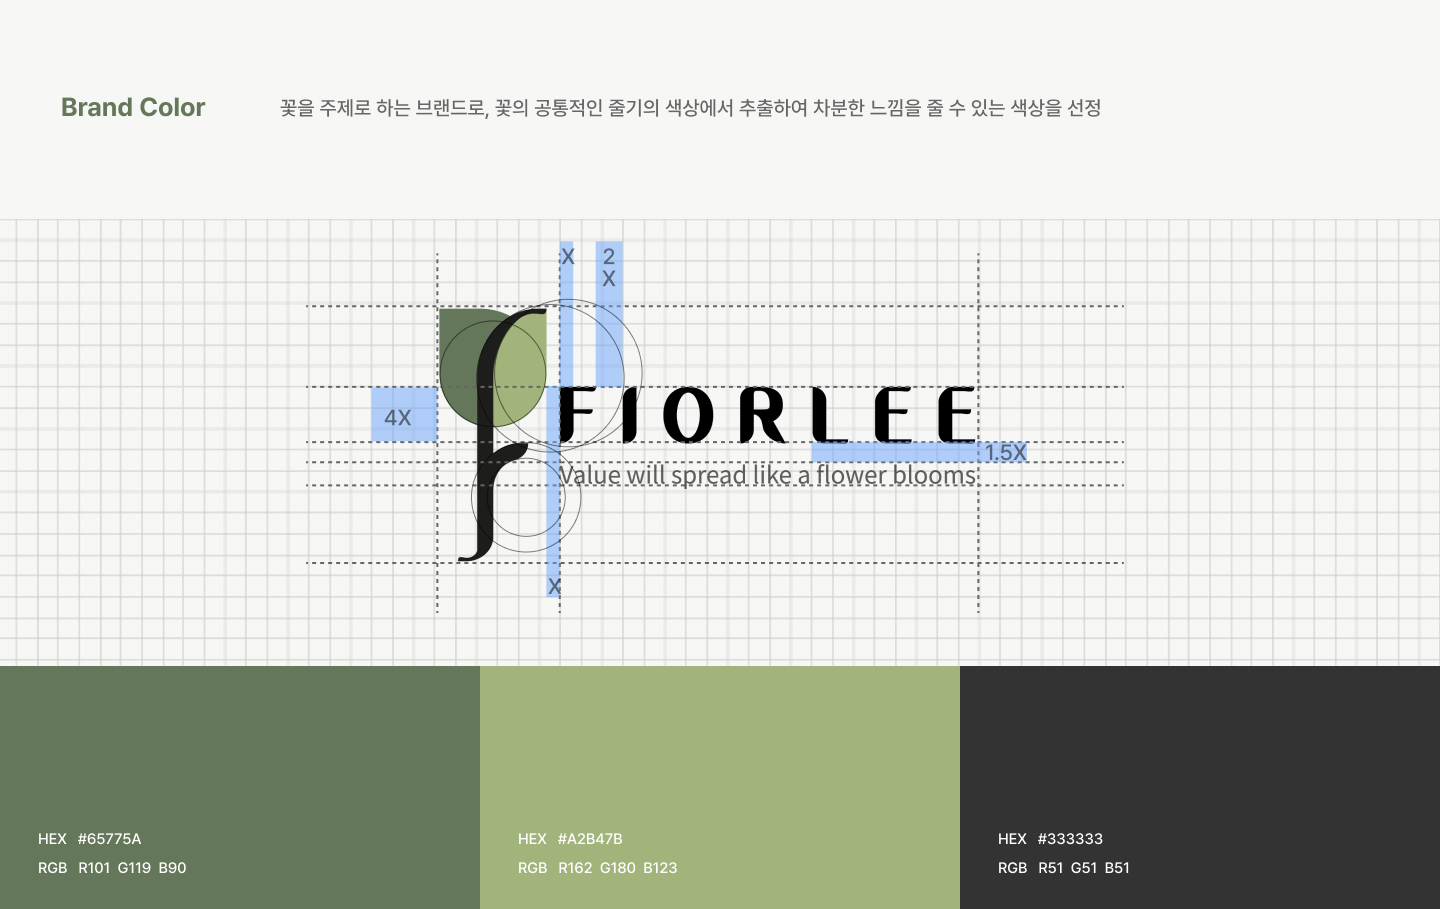 Brand Color
꽃을 주제로 하는 브랜드로, 꽃의 공통적인 줄기의 색상에서 추출하여 차분한 느낌을 줄 수 있는 색상을 선정
X
2
X
4X
FIORLEE
1.5X
Value will spread like a flower blooms
X
HEX #65775A
RGB R101 G119 B90
HEX #A2B47B
RGB R162 G180 B123
HEX #333333
RGB R51 G51 B51